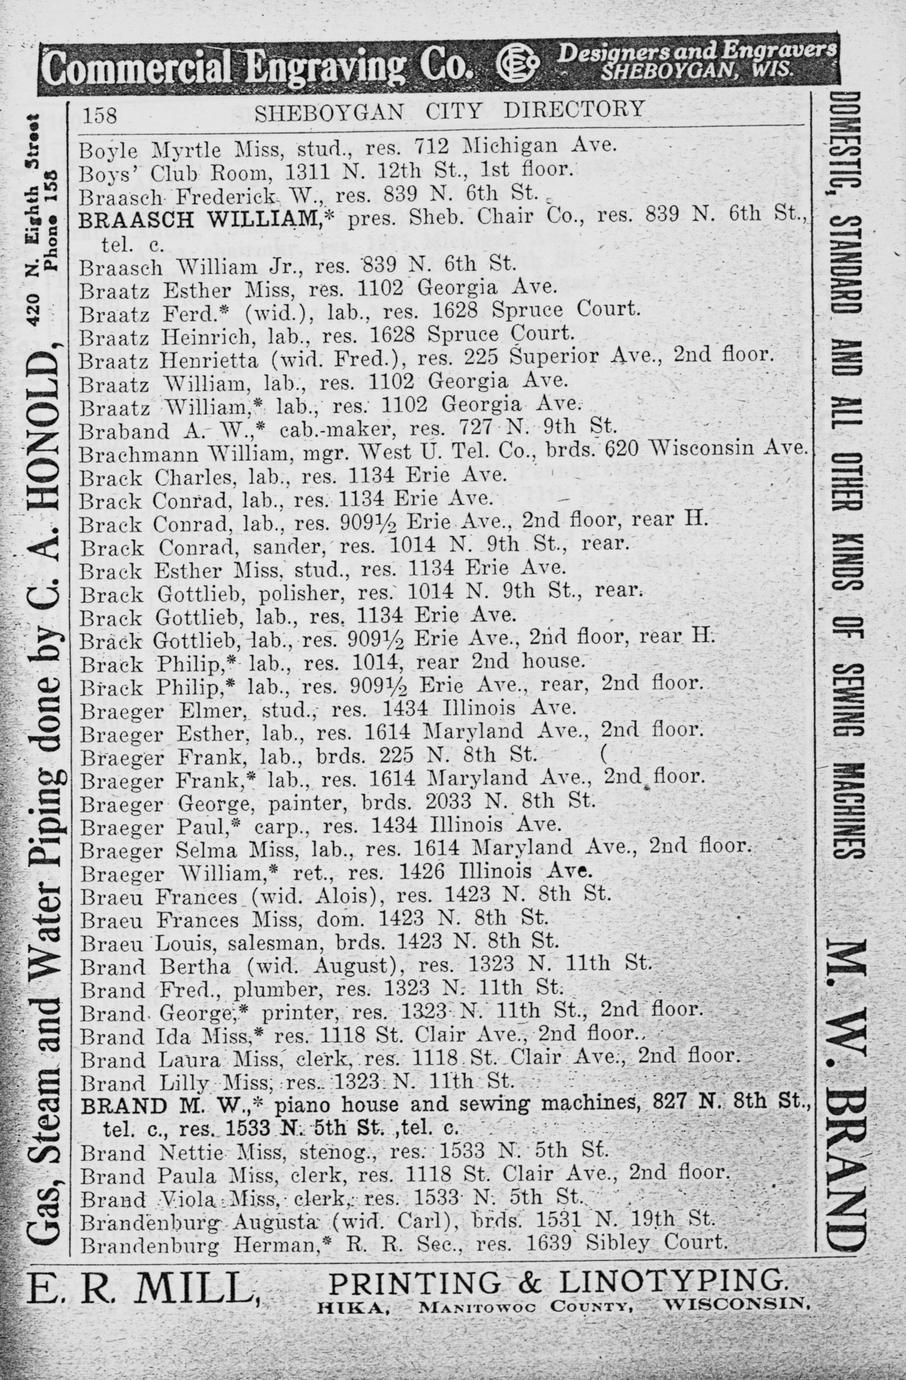 Commercial Engraving Co. CEC Designers and Engravers
SHEBOYGAN, WIS.
158 SHEBOYGAN CITY DIRECTORY
Boyle Myrtle Miss, stud., res. 712 Michigan Ave.
Boys' Club Room, 1311 N. 12th St., 1st floor.
Braasch Frederick W., res. 839 N. 6th St.
BRAASCH WILLIAM,* pres. Sheb. Chair Co., res. 839 N. 6th St.,
tel. c.
Braasch William Jr., res. 839 N. 6th St.
Braatz Esther Miss, res. 1102 Georgia Ave.
Braatz Ferd.* (wid.), lab., res. 1628 Spruce Court.
Braatz Heinrich, lab., res. 1628 Spruce Court.
Braatz Henrietta (wid. Fred.), res. 225 Superior Ave., 2nd floor.
Braatz William, lab., res. 1102 Georgia Ave.
Braatz William,* lab., res. 1102 Georgia Ave.
Braband A. W.,* cab.-maker, res. 727 N. 9th St.
Brachmann William, mgr. West U. Tel. Co., brds. 620 Wisconsin Ave.
Brack Charles, lab., res. 1134 Erie Ave.
Brack Conrad, lab., res. 1134 Erie Ave.
Brack Conrad, lab., res. 909½ Erie Ave., 2nd floor, rear H.
Brack Conrad, sander, res. 1014 N. 9th St., rear.
Brack Esther Miss, stud., res. 1134 Erie Ave.
Brack Gottlieb, polisher, res. 1014 N. 9th St., rear.
Brack Gottlieb, lab., res. 1134 Erie Ave.
Brack Gottlieb, lab., res. 909½ Erie Ave., 2nd floor, rear H.
Brack Philip,* lab., res. 1014, rear 2nd house.
Brack Philip,* lab., res. 909½ Erie Ave., rear, 2nd floor.
Braeger Elmer, stud., res. 1434 Illinois Ave.
Braeger Esther, lab., res. 1614 Maryland Ave., 2nd floor.
Braeger Frank, lab., brds. 225 N. 8th St. (
Braeger Frank,* lab., res. 1614 Maryland Ave., 2nd floor.
Braeger George, painter, brds. 2033 N. 8th St.
Braeger Paul,* carp., res. 1434 Illinois Ave.
Braeger Selma Miss, lab., res. 1614 Maryland Ave., 2nd floor.
Braeger William,* ret., res. 1426 Illinois Ave.
Braeu Frances (wid. Alois), res. 1423 N. 8th St.
Braeu Frances Miss, dom. 1423 N. 8th St.
Braeu Louis, salesman, brds. 1423 N. 8th St.
Brand Bertha (wid. August), res. 1323 N. 11th St.
Brand Fred., plumber, res. 1323 N. 11th St.
Brand George,* printer, res. 1323 N. 11th St., 2nd floor.
Brand Ida Miss,* res. 1118 St. Clair Ave., 2nd floor.
Brand Laura Miss, clerk, res. 1118 St. Clair Ave., 2nd floor.
Brand Lilly Miss, res. 1323 N. 11th St.
BRAND M. W.,* piano house and sewing machines, 827 N. 8th St.,
tel. c., res. 1533 N. 5th St. ,tel. c.
Brand Nettie Miss, stenog., res. 1533 N. 5th St.
Brand Paula Miss, clerk, res. 1118 St. Clair Ave., 2nd floor.
Brand Viola Miss, clerk, res. 1533 N. 5th St.
Brandenburg Augusta (wid. Carl), brds. 1531 N. 19th St.
Brandenburg Herman,* R. R. Sec., res. 1639 Sibley Court.
Gas, Steam and Water Piping done by C. A. HONOLD,
420 N. Eighth Street
Phone 158
DOMESTIC, STANDARD AND ALL OTHER KINDS OF SEWING MACHINES M. W. BRAND
E. R. MILL, PRINTING & LINOTYPING.
HIKA, MANITOWOC COUNTY, WISCONSIN,